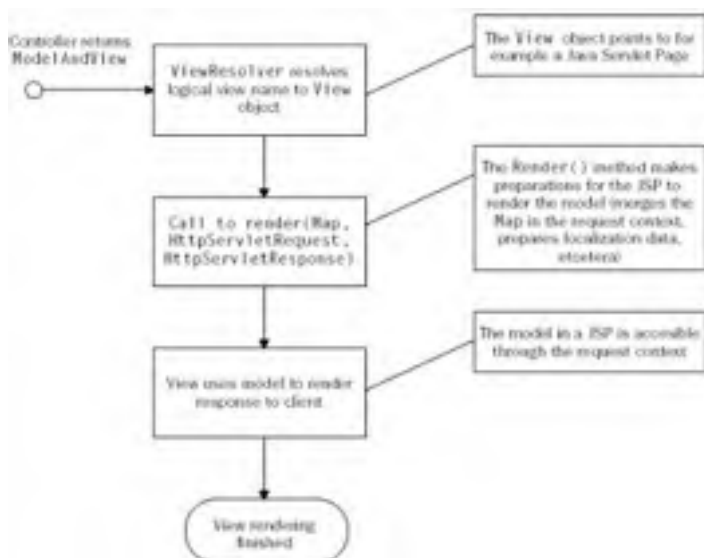 Controller returns
ModelAndView
ViewResolver resolves
logical view name to View
object
The View object points to for
example a Java Servlet Page
Call to render(Map,
HttpServletRequest,
HttpServletResponse)
The Render() method makes
preparations for the JSP to
render the model (merges the
Map in the request context,
prepares localization data,
etcetera)
View uses model to render
response to client
The model in a JSP is accesible
through the request context
View rendering
finished